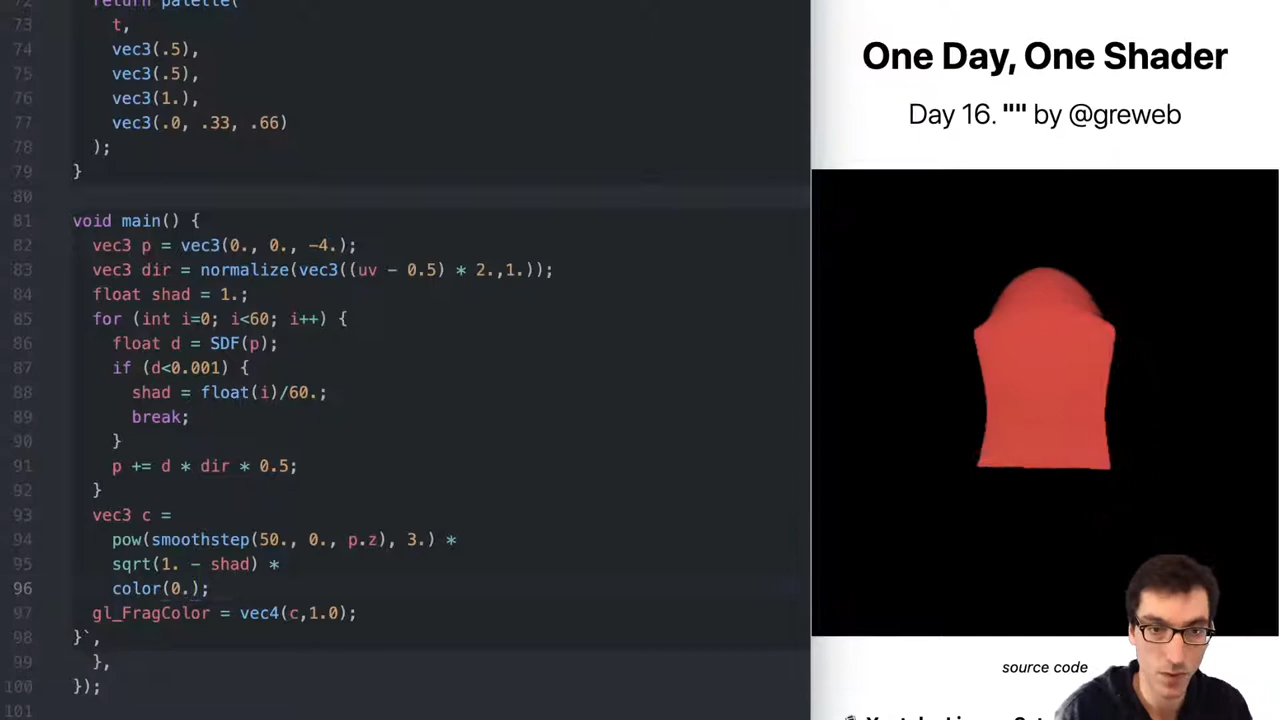 72 return palette(
73 t,
74 vec3(.5),
75 vec3(.5),
76 vec3(1.),
77 vec3(.0, .33, .66)
78 );
79 }
80
81 void main() {
82 vec3 p = vec3(0., 0., -4.);
83 vec3 dir = normalize(vec3((uv - 0.5) * 2.,1.));
84 float shad = 1.;
85 for (int i=0; i<60; i++) {
86 float d = SDF(p);
87 if (d<0.001) {
88 shad = float(i)/60.;
89 break;
90 }
91 p += d * dir * 0.5;
92 }
93 vec3 c =
94 pow(smoothstep(50., 0., p.z), 3.) *
95 sqrt(1. - shad) *
96 color(0.);
97 gl_FragColor = vec4(c,1.0);
98 }`,
99 },
100 });
101
One Day, One Shader
Day 16. "" by @greweb
source code